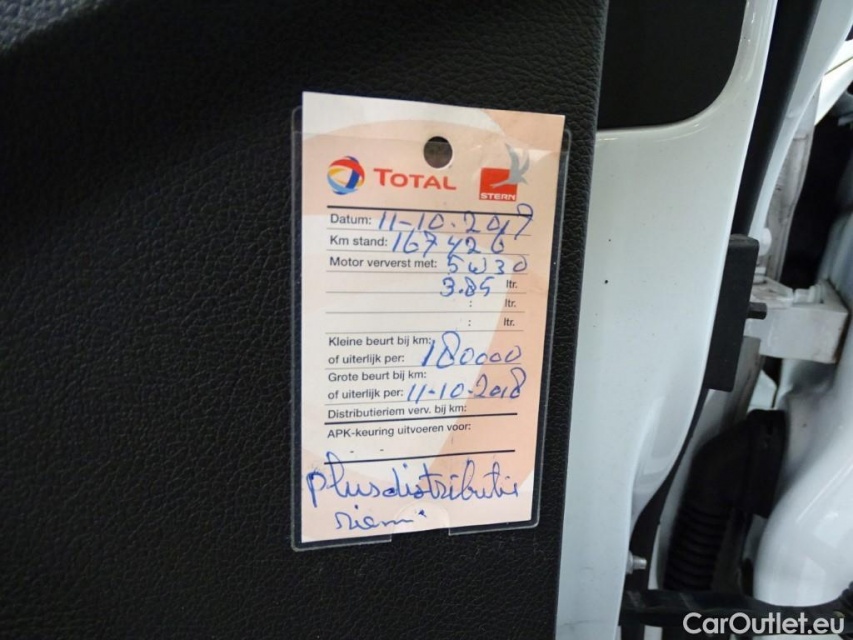 TOTAL
STERN
Datum: 11-10-2017
Km stand: 167426
Motor ververst met: 5W30
3.85 ltr.
: ltr.
: ltr.
Kleine beurt bij km:
of uiterlijk per: 180000
Grote beurt bij km:
of uiterlijk per: 11-10-2018
Distributieriem verv. bij km:
APK-keuring uitvoeren voor:
- -
plusdistributie
riem
CarOutlet.eu